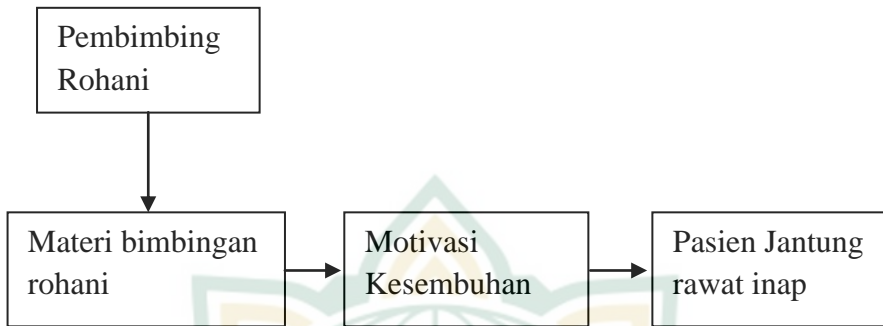 Pembimbing
Rohani
Materi bimbingan
rohani
Motivasi
Kesembuhan
Pasien Jantung
rawat inap